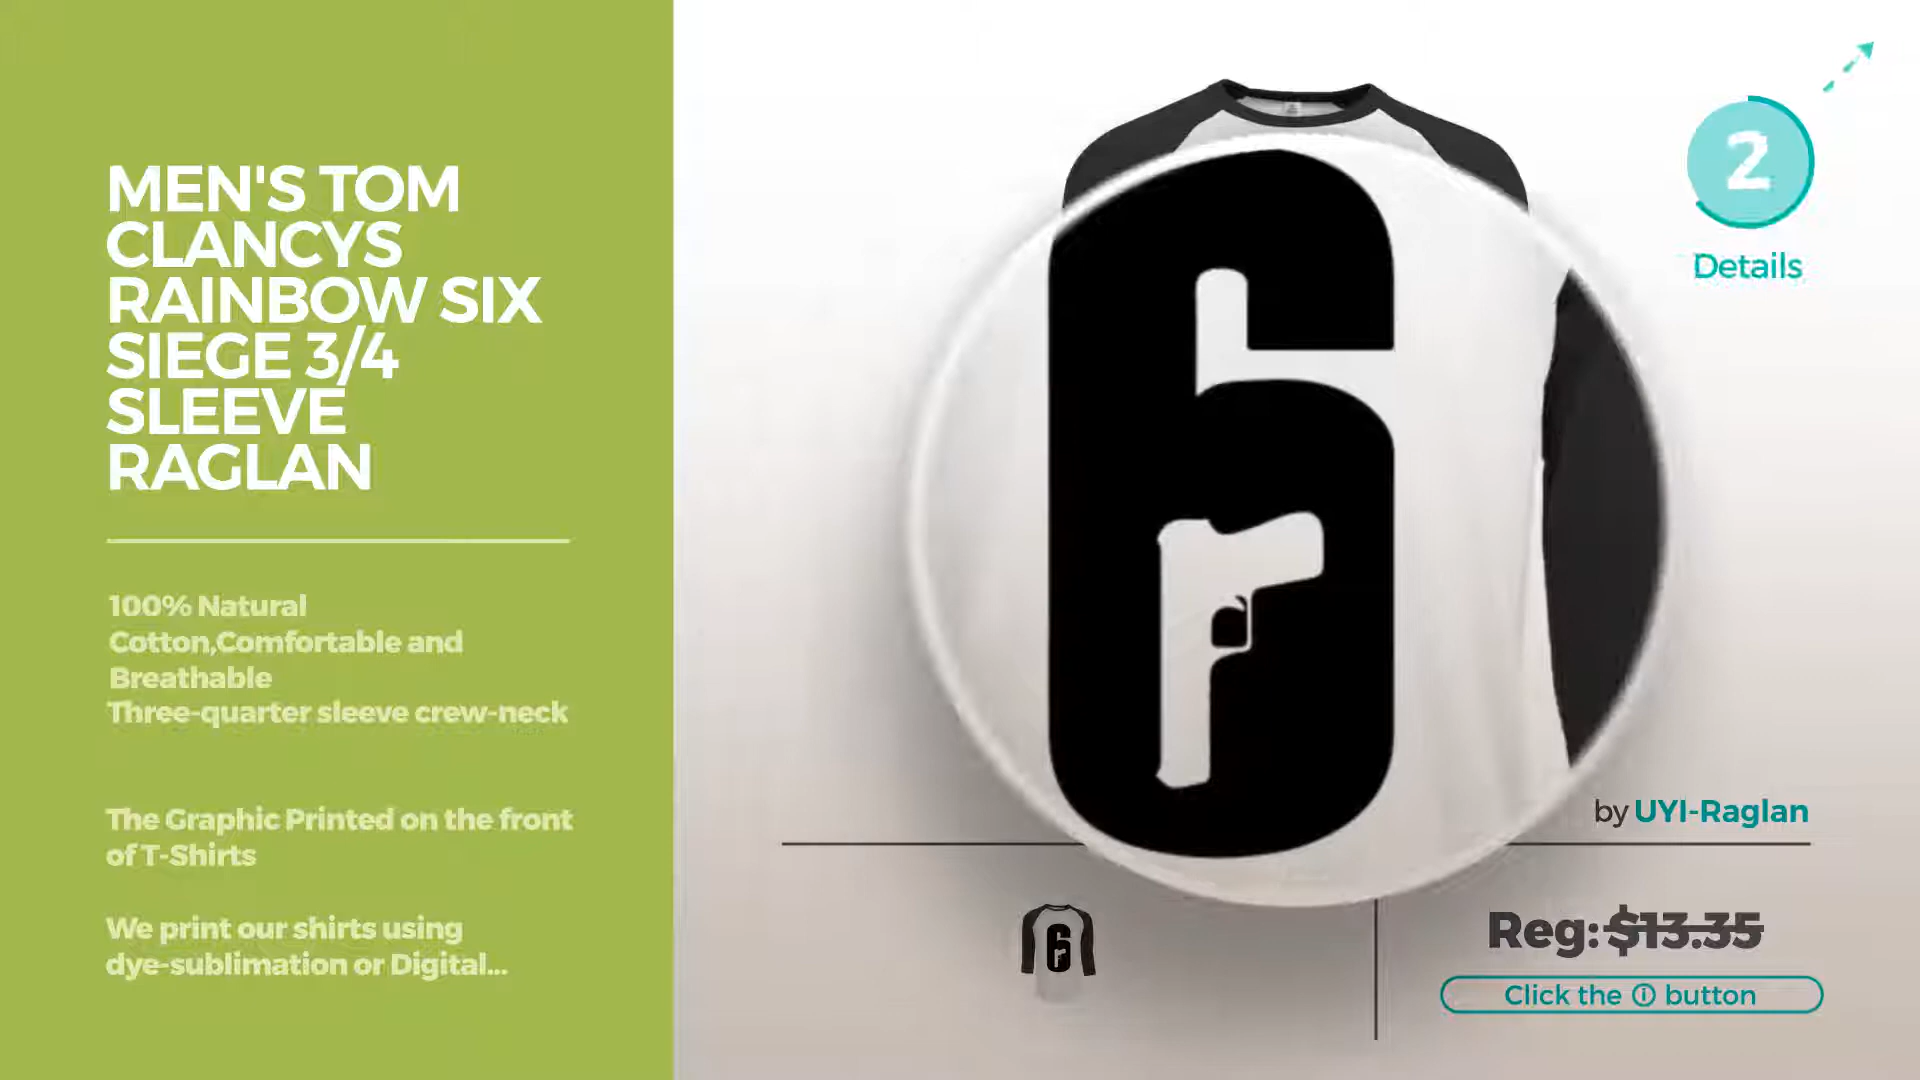 MEN'S TOM
CLANCYS
RAINBOW SIX
SIEGE 3/4
SLEEVE
RAGLAN
100% Natural
Cotton,Comfortable and
Breathable
Three-quarter sleeve crew-neck
The Graphic Printed on the front
of T-Shirts
We print our shirts using
dye-sublimation or Digital...
2
Details
6
by UYI-Raglan
Reg: $13.35
Click the ⓘ button